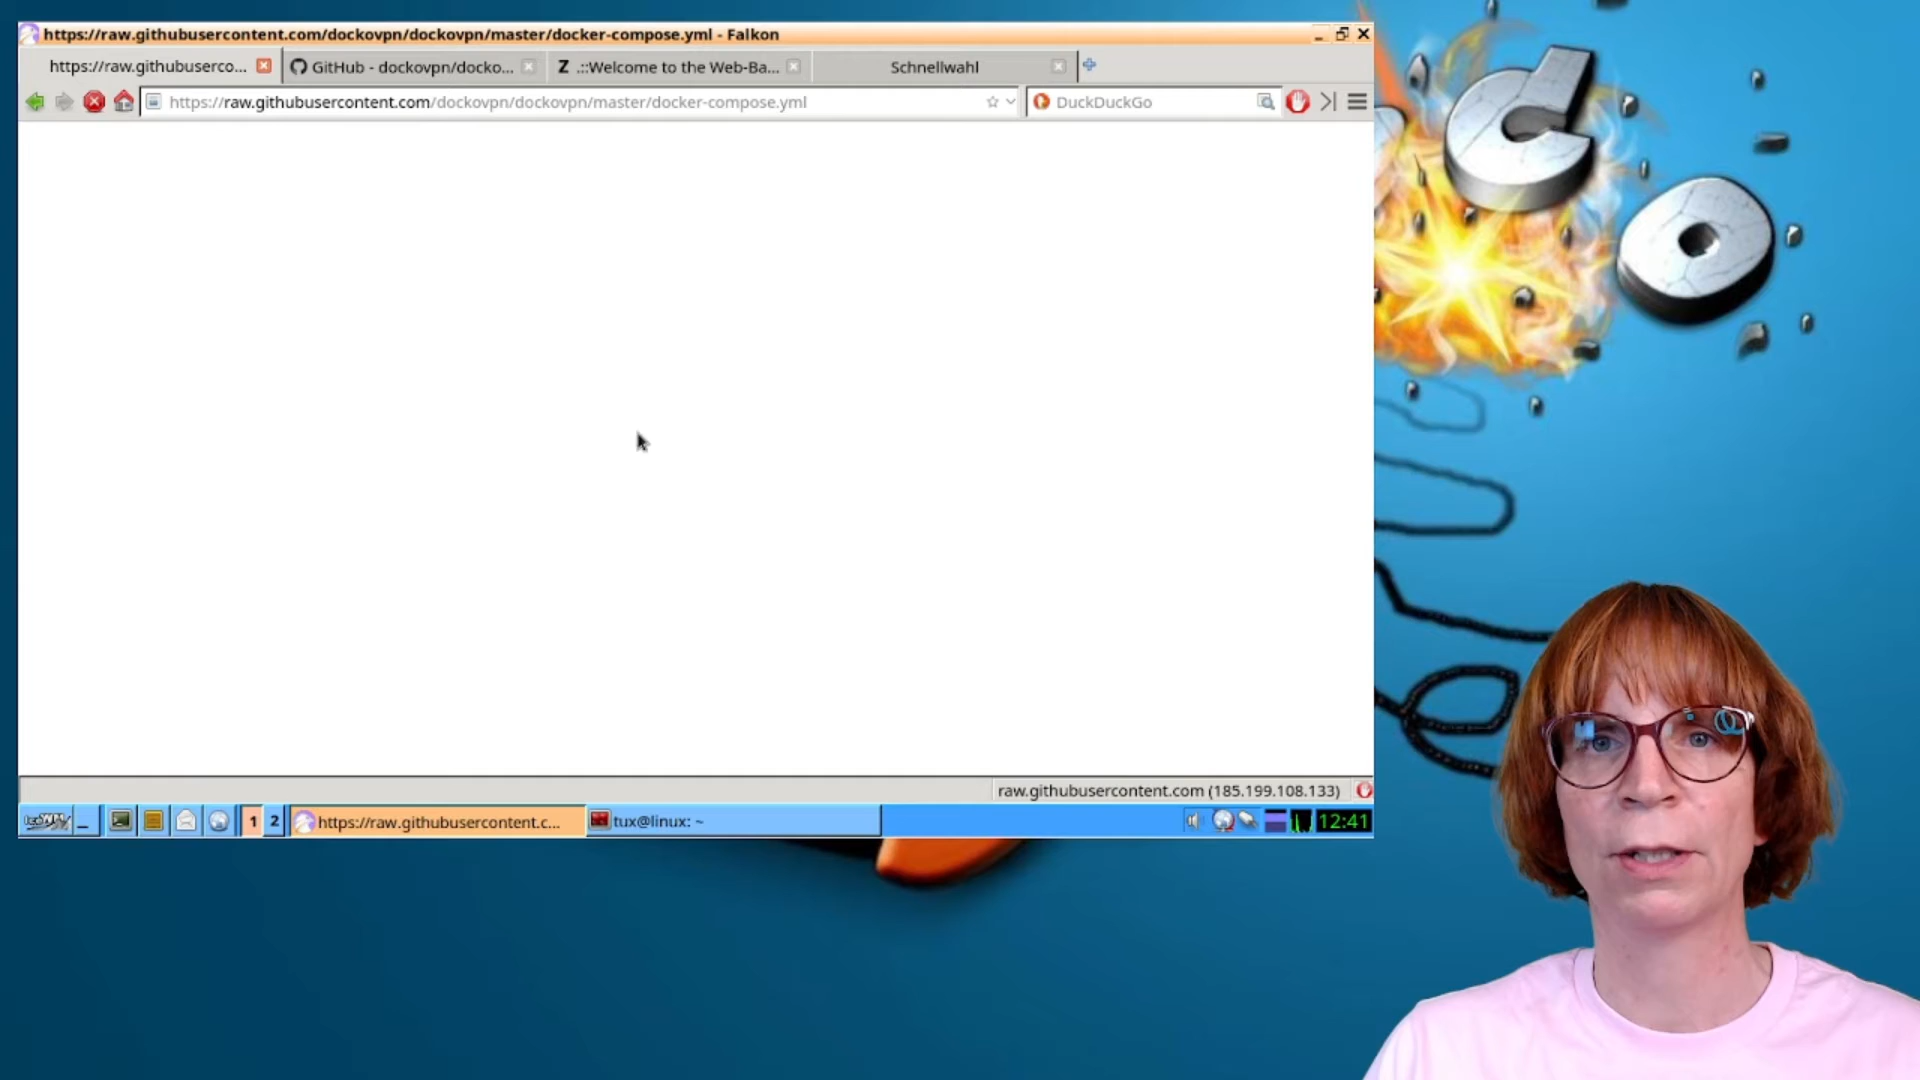 https://raw.githubusercontent.com/dockovpn/dockovpn/master/docker-compose.yml - Falkon
https://raw.githubuserco...
GitHub - dockovpn/docko...
Z .::Welcome to the Web-Ba...
Schnellwahl
https://raw.githubusercontent.com/dockovpn/dockovpn/master/docker-compose.yml
DuckDuckGo
raw.githubusercontent.com (185.199.108.133)
IceWM
1
2
https://raw.githubusercontent.c...
tux@linux: ~
12:41